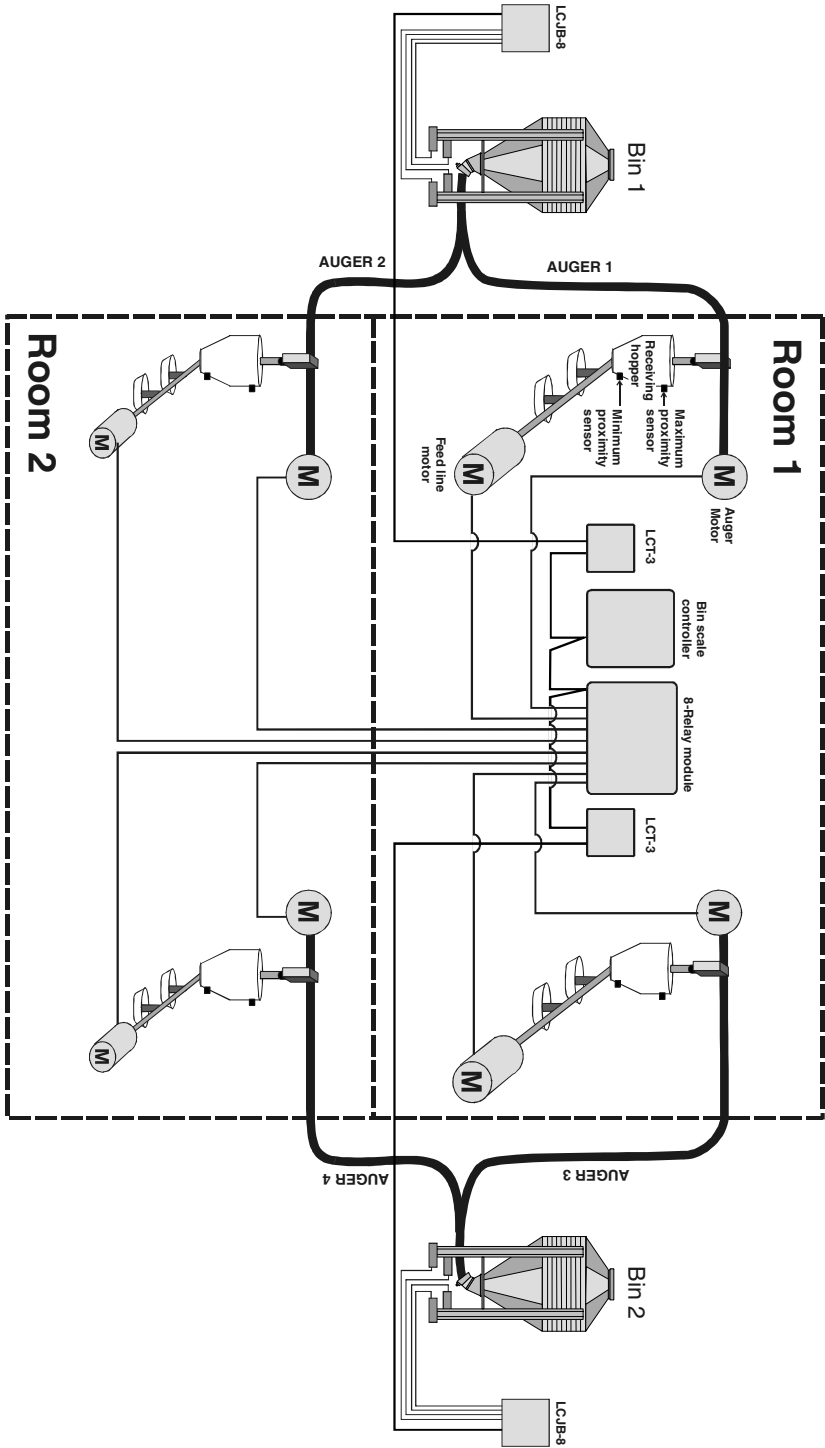 LCJB-8
Bin 1
AUGER 2
AUGER 1
Room 2
Room 1
Receiving
hopper
Maximum
proximity
sensor
Minimum
proximity
sensor
M
M
M
M
Feed line
motor
Auger
Motor
LCT-3
Bin scale
controller
8-Relay module
LCT-3
M
M
M
M
AUGER 4
AUGER 3
Bin 2
LCJB-8